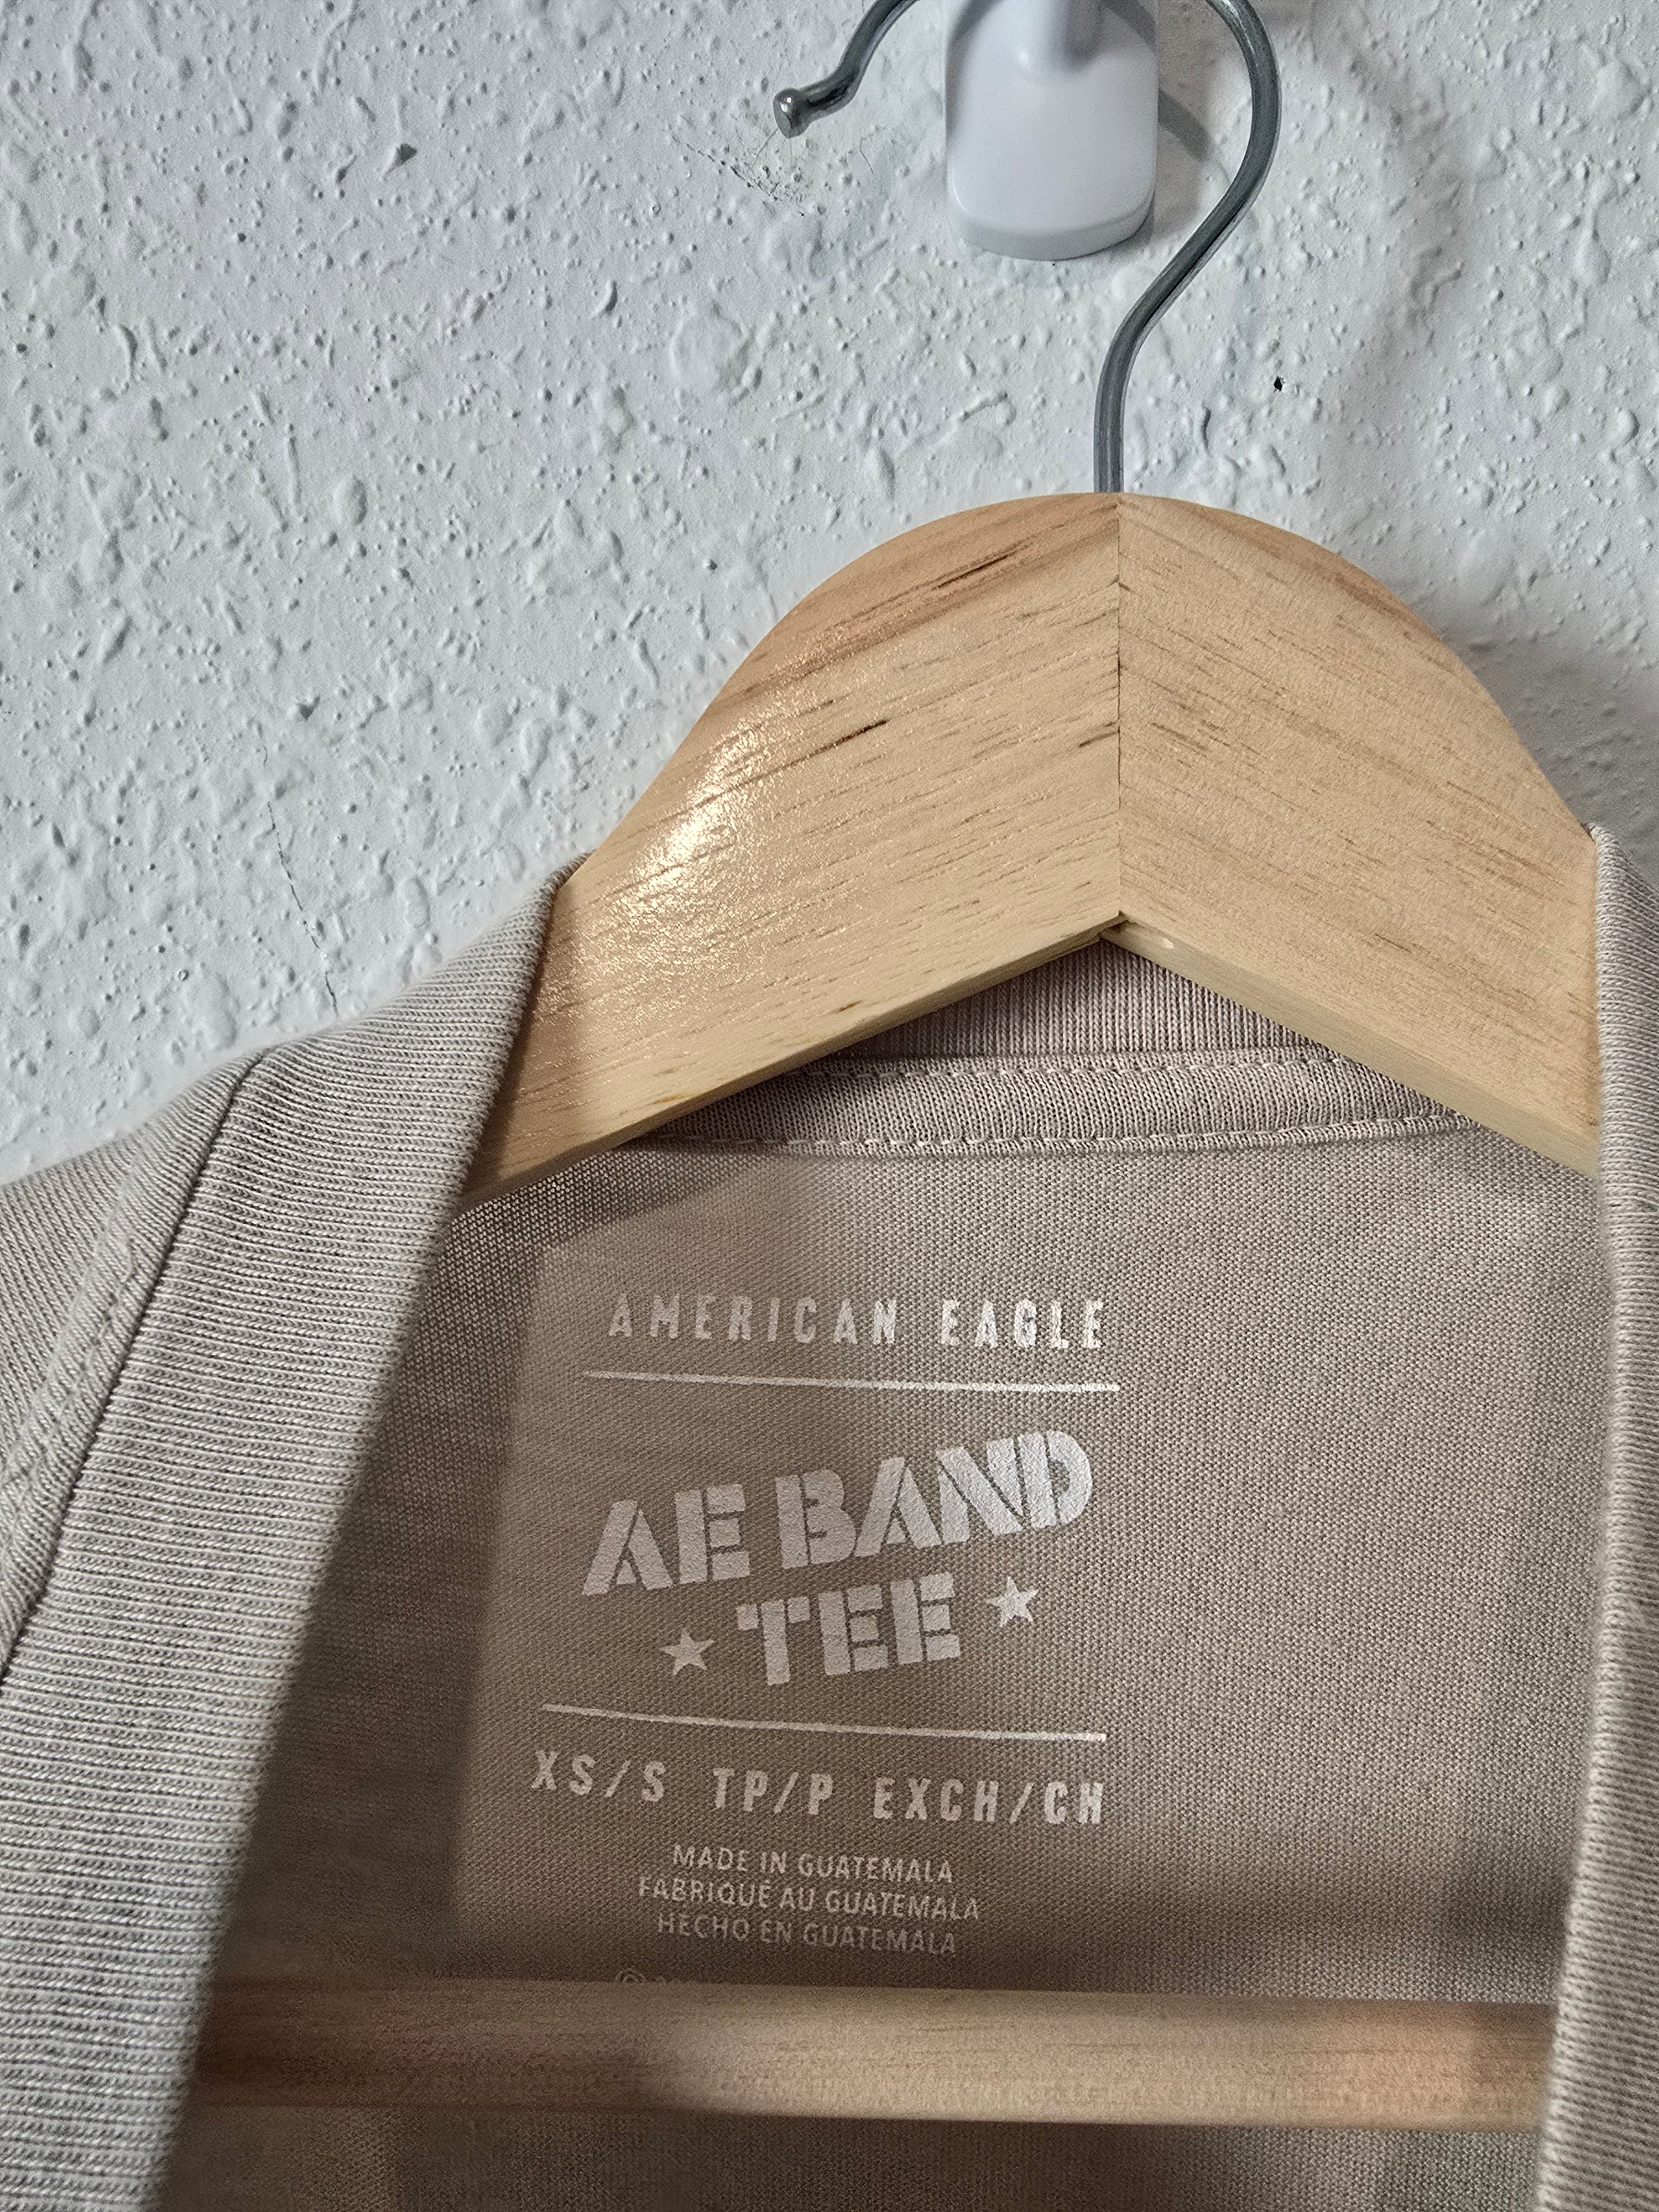 AMERICAN EAGLE
AE BAND
TEE
XS/S TP/P EXCH/CH
MADE IN GUATEMALA
FABRIQUÉ AU GUATEMALA
HECHO EN GUATEMALA